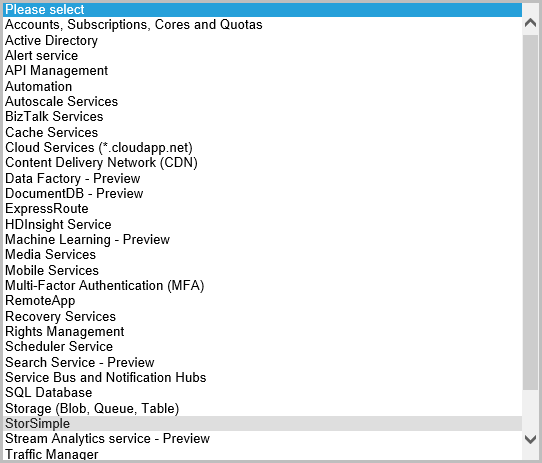 Please select
Accounts, Subscriptions, Cores and Quotas
Active Directory
Alert service
API Management
Automation
Autoscale Services
BizTalk Services
Cache Services
Cloud Services (*.cloudapp.net)
Content Delivery Network (CDN)
Data Factory - Preview
DocumentDB - Preview
ExpressRoute
HDInsight Service
Machine Learning - Preview
Media Services
Mobile Services
Multi-Factor Authentication (MFA)
RemoteApp
Recovery Services
Rights Management
Scheduler Service
Search Service - Preview
Service Bus and Notification Hubs
SQL Database
Storage (Blob, Queue, Table)
StorSimple
Stream Analytics service - Preview
Traffic Manager